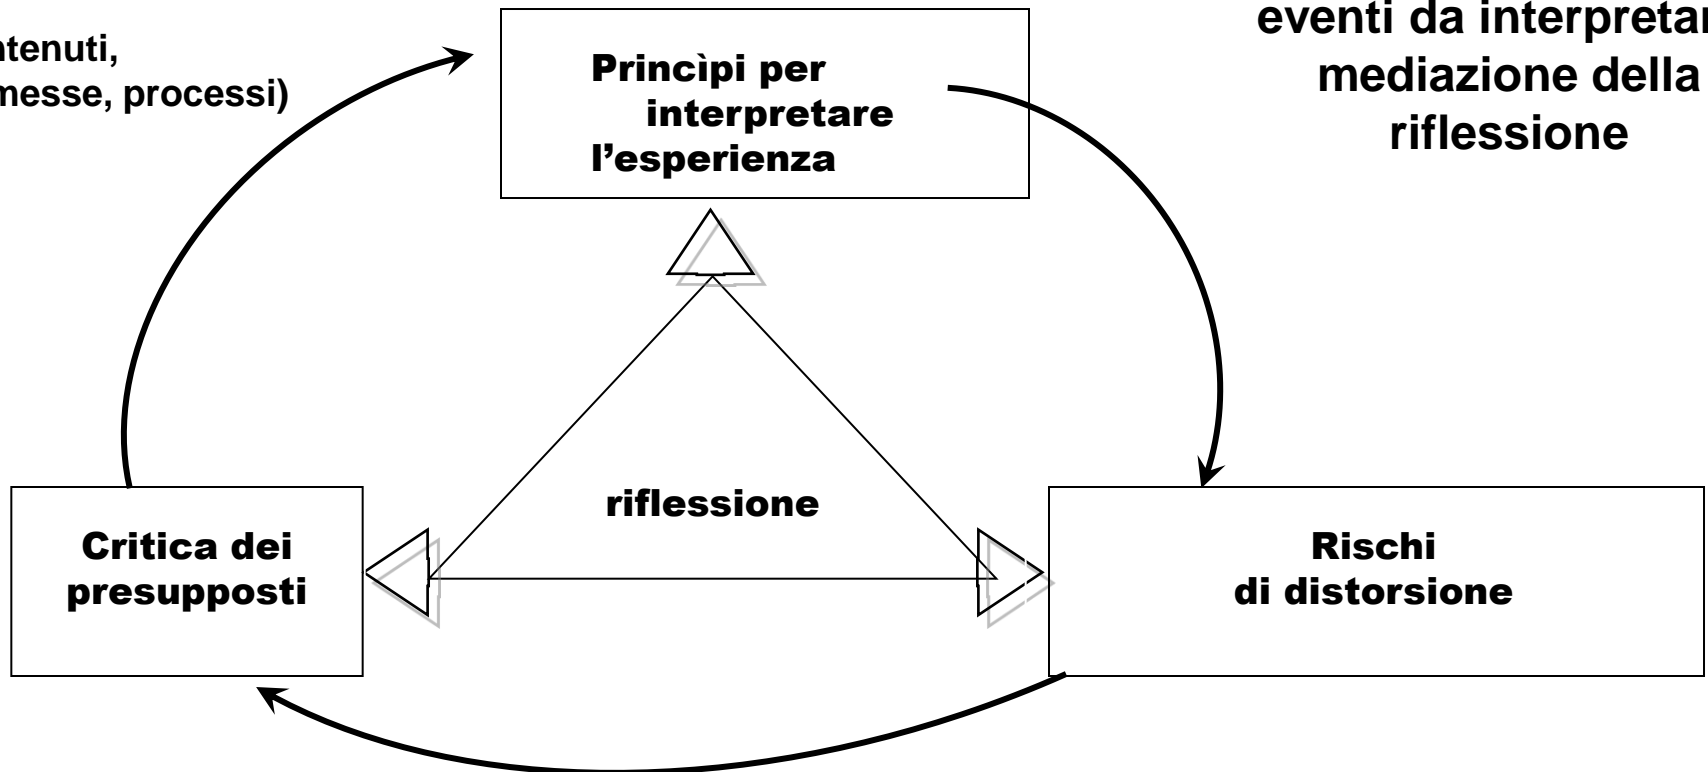 ntenuti,
messe, processi)
Princìpi per
interpretare
l’esperienza
eventi da interpretar
mediazione della
riflessione
riflessione
Critica dei
presupposti
Rischi
di distorsione